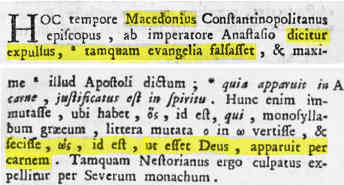 HOC tempore Macedonius Constantinopolitanus
episcopus, ab imperatore Anastasio dicitur
expulsus, * tamquam evangelia falsasset, & maxi-
me * illud Apostoli dictum; * quia apparuit in A
carne, justificatus est in spiritu. Hunc enim im-
mutasse, ubi habet, ὃς, id est, qui, monosylla-
bum græcum, littera mutata o in ω vertisse, &
fecisse, ὡς, id est, ut esset Deus, apparuit per
carnem. Tamquam Nestorianus ergo culpatus ex-
pellitur per Severum monachum.